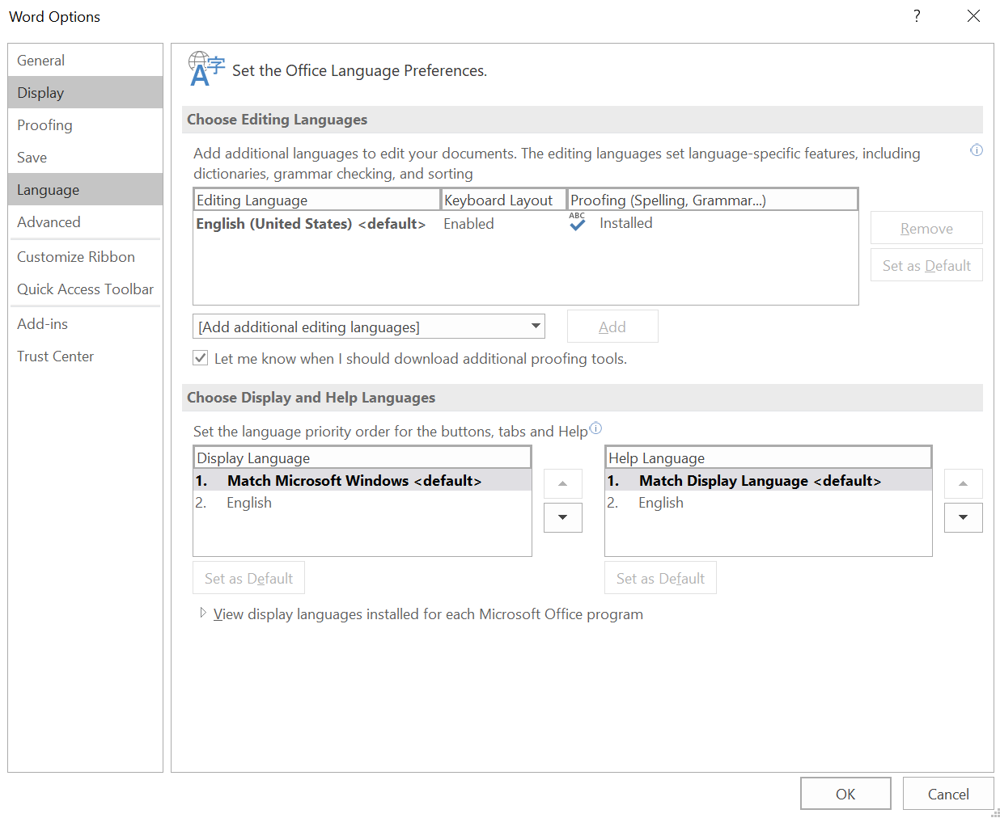 Word Options
?
General
Display
Proofing
Save
Language
Advanced
Customize Ribbon
Quick Access Toolbar
Add-ins
Trust Center
A字
Set the Office Language Preferences.
Choose Editing Languages
Add additional languages to edit your documents. The editing languages set language-specific features, including
dictionaries, grammar checking, and sorting
Editing Language Keyboard Layout Proofing (Spelling, Grammar...)
English (United States) <default> Enabled ABC Installed
Remove
Set as Default
[Add additional editing languages] Add
Let me know when I should download additional proofing tools.
Choose Display and Help Languages
Set the language priority order for the buttons, tabs and Help
Display Language
1. Match Microsoft Windows <default>
2. English
Set as Default
Help Language
1. Match Display Language <default>
2. English
Set as Default
View display languages installed for each Microsoft Office program
OK Cancel